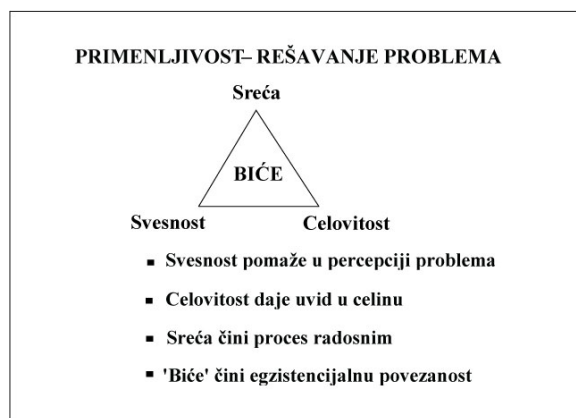 PRIMENLJIVOST– REŠAVANJE PROBLEMA
Sreća
BIĆE
Svesnost Celovitost
▪ Svesnost pomaže u percepciji problema
▪ Celovitost daje uvid u celinu
▪ Sreća čini proces radosnim
▪ 'Biće' čini egzistencijalnu povezanost